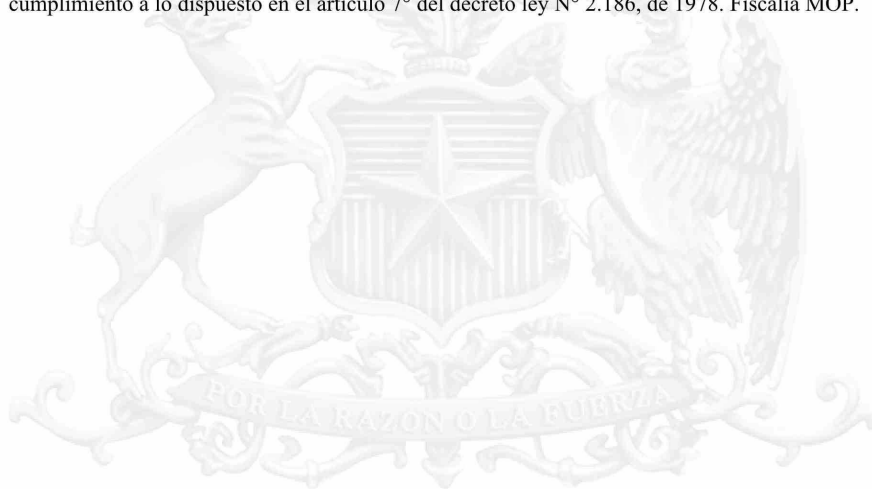 cumplimiento a lo dispuesto en el artículo 7° del decreto ley N° 2.186, de 1978. Fiscalía MOP.
POR LA RAZÓN O LA FUERZA